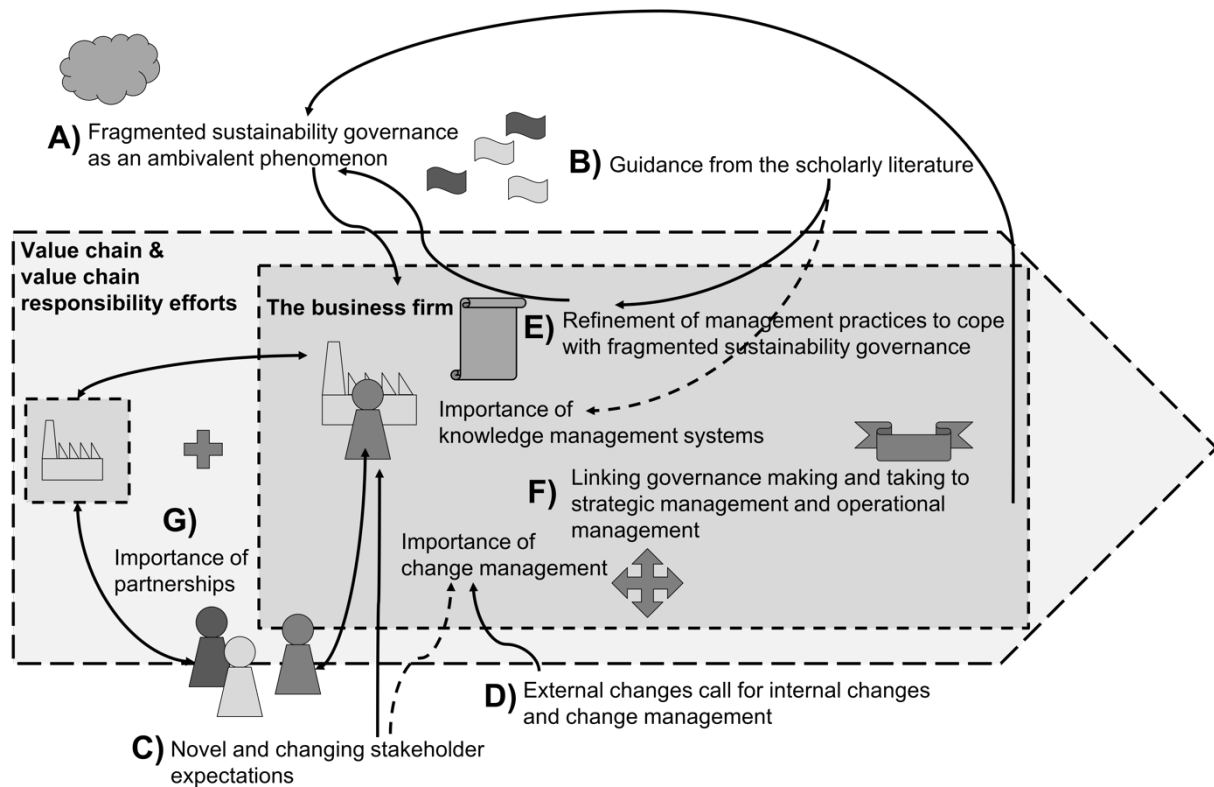 A) Fragmented sustainability governance
as an ambivalent phenomenon
B) Guidance from the scholarly literature
Value chain &
value chain
responsibility efforts
The business firm
E) Refinement of management practices to cope
with fragmented sustainability governance
Importance of
knowledge management systems
F) Linking governance making and taking to
strategic management and operational
management
G)
Importance of
partnerships
Importance of
change management
D) External changes call for internal changes
and change management
C) Novel and changing stakeholder
expectations